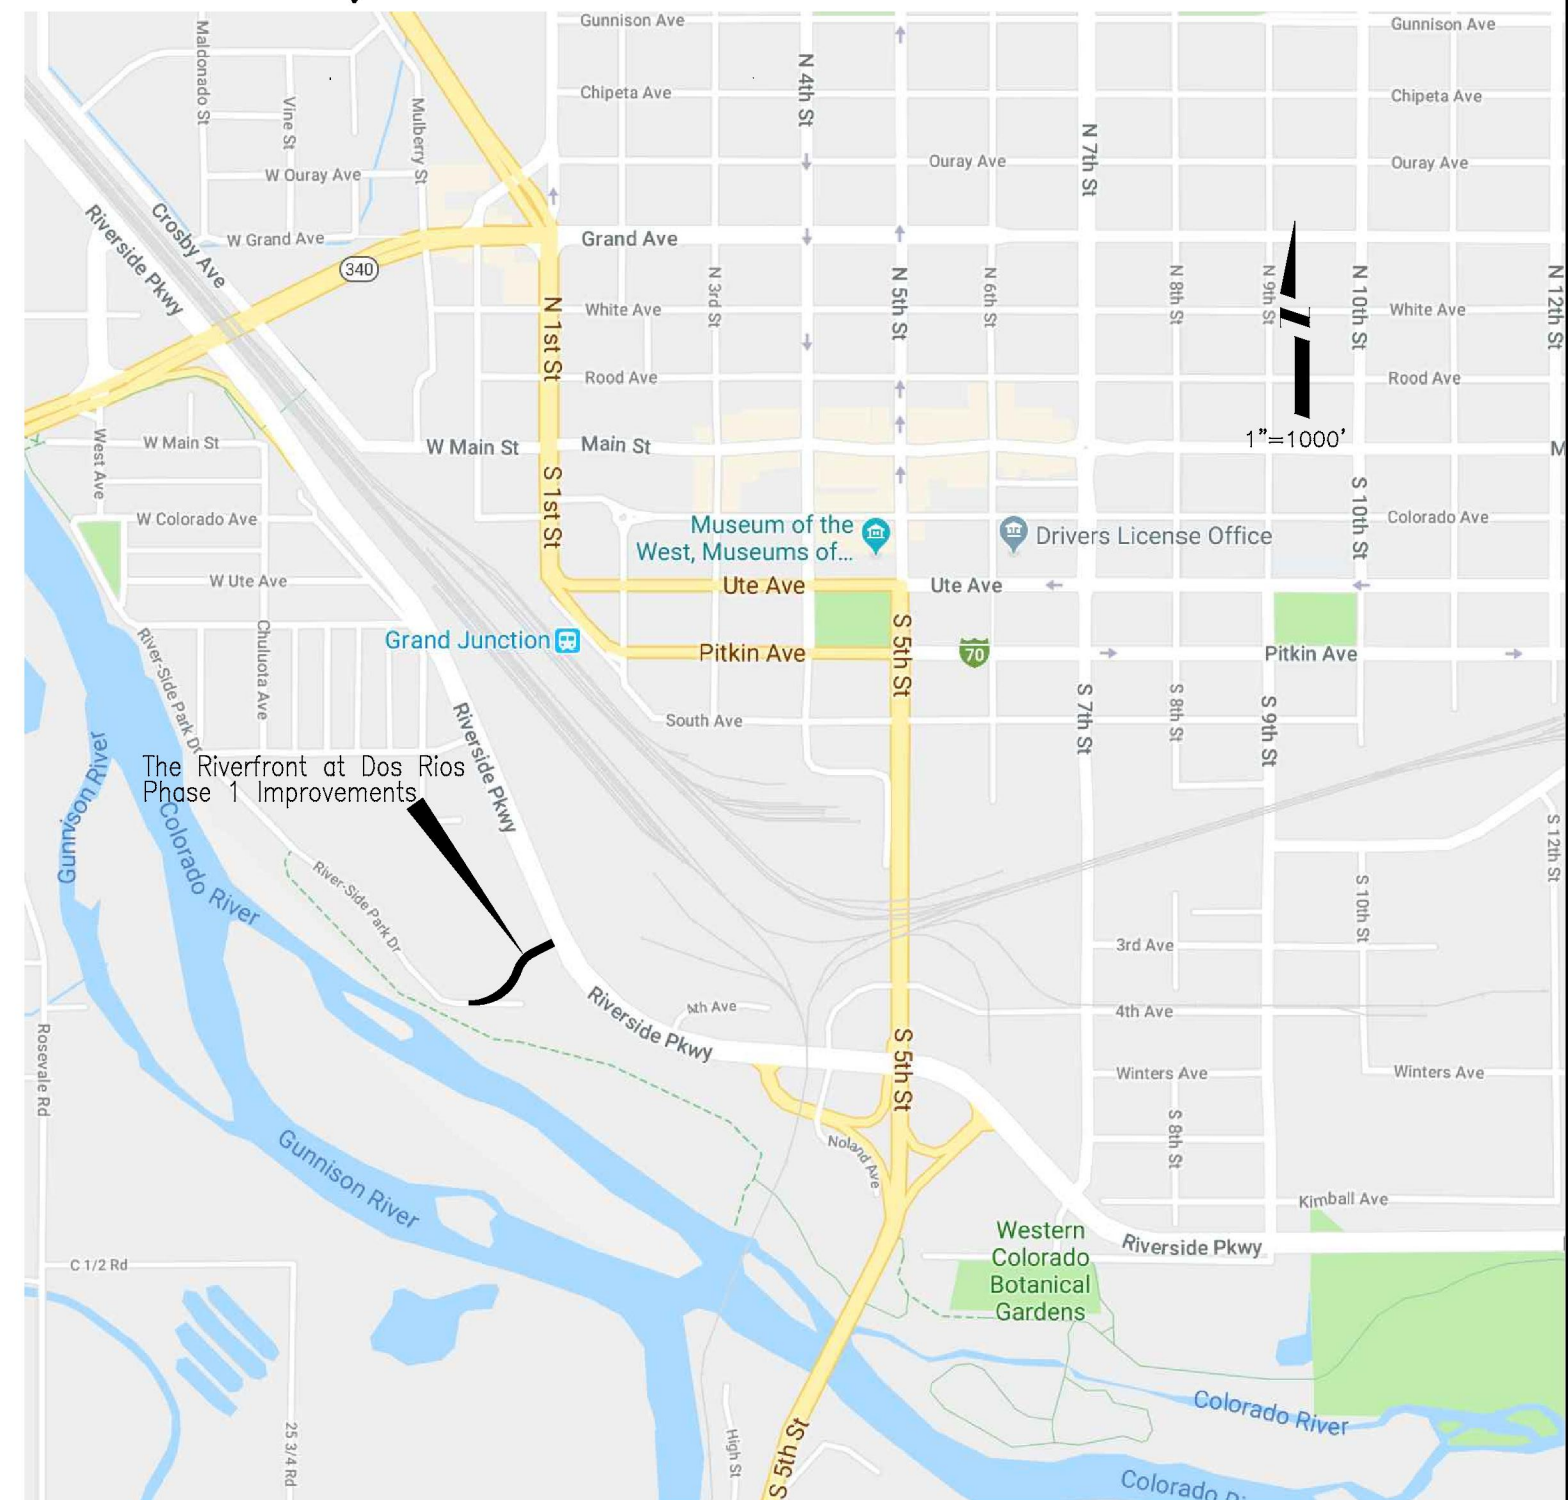 Gunnison Ave
Gunnison Ave
Maldonado St
Vine St
Mulberry St
Chipeta Ave
N 4th St
Chipeta Ave
N 7th St
Ouray Ave
Ouray Ave
W Ouray Ave
Crosby Ave
Riverside Pkwy
W Grand Ave
Grand Ave
340
N 1st St
White Ave
N 3rd St
N 5th St
N 6th St
N 8th St
N 9th St
N 10th St
White Ave
N 12th St
Rood Ave
Rood Ave
1"=1000'
W Main St
West Ave
W Main St
Main St
M
S 1st St
W Colorado Ave
Museum of the
West, Museums of...
Drivers License Office
S 10th St
Colorado Ave
W Ute Ave
Ute Ave
Ute Ave
Grand Junction
Chuluota Ave
River-Side Park Dr
Pitkin Ave
S 5th St
70
Pitkin Ave
South Ave
S 7th St
S 8th St
S 9th St
Riverside Pkwy
The Riverfront at Dos Rios
Phase 1 Improvements
Gunnison River
Colorado River
River-Side Park Dr
S 12th St
S 10th St
3rd Ave
Riverside Pkwy
4th Ave
4th Ave
Rosevale Rd
S 5th St
Winters Ave
Winters Ave
S 8th St
Noland Ave
Gunnison River
Kimball Ave
Western
Colorado
Botanical
Gardens
Riverside Pkwy
C 1/2 Rd
25 3/4 Rd
High St
S 5th St
Colorado River
Colorado Ri